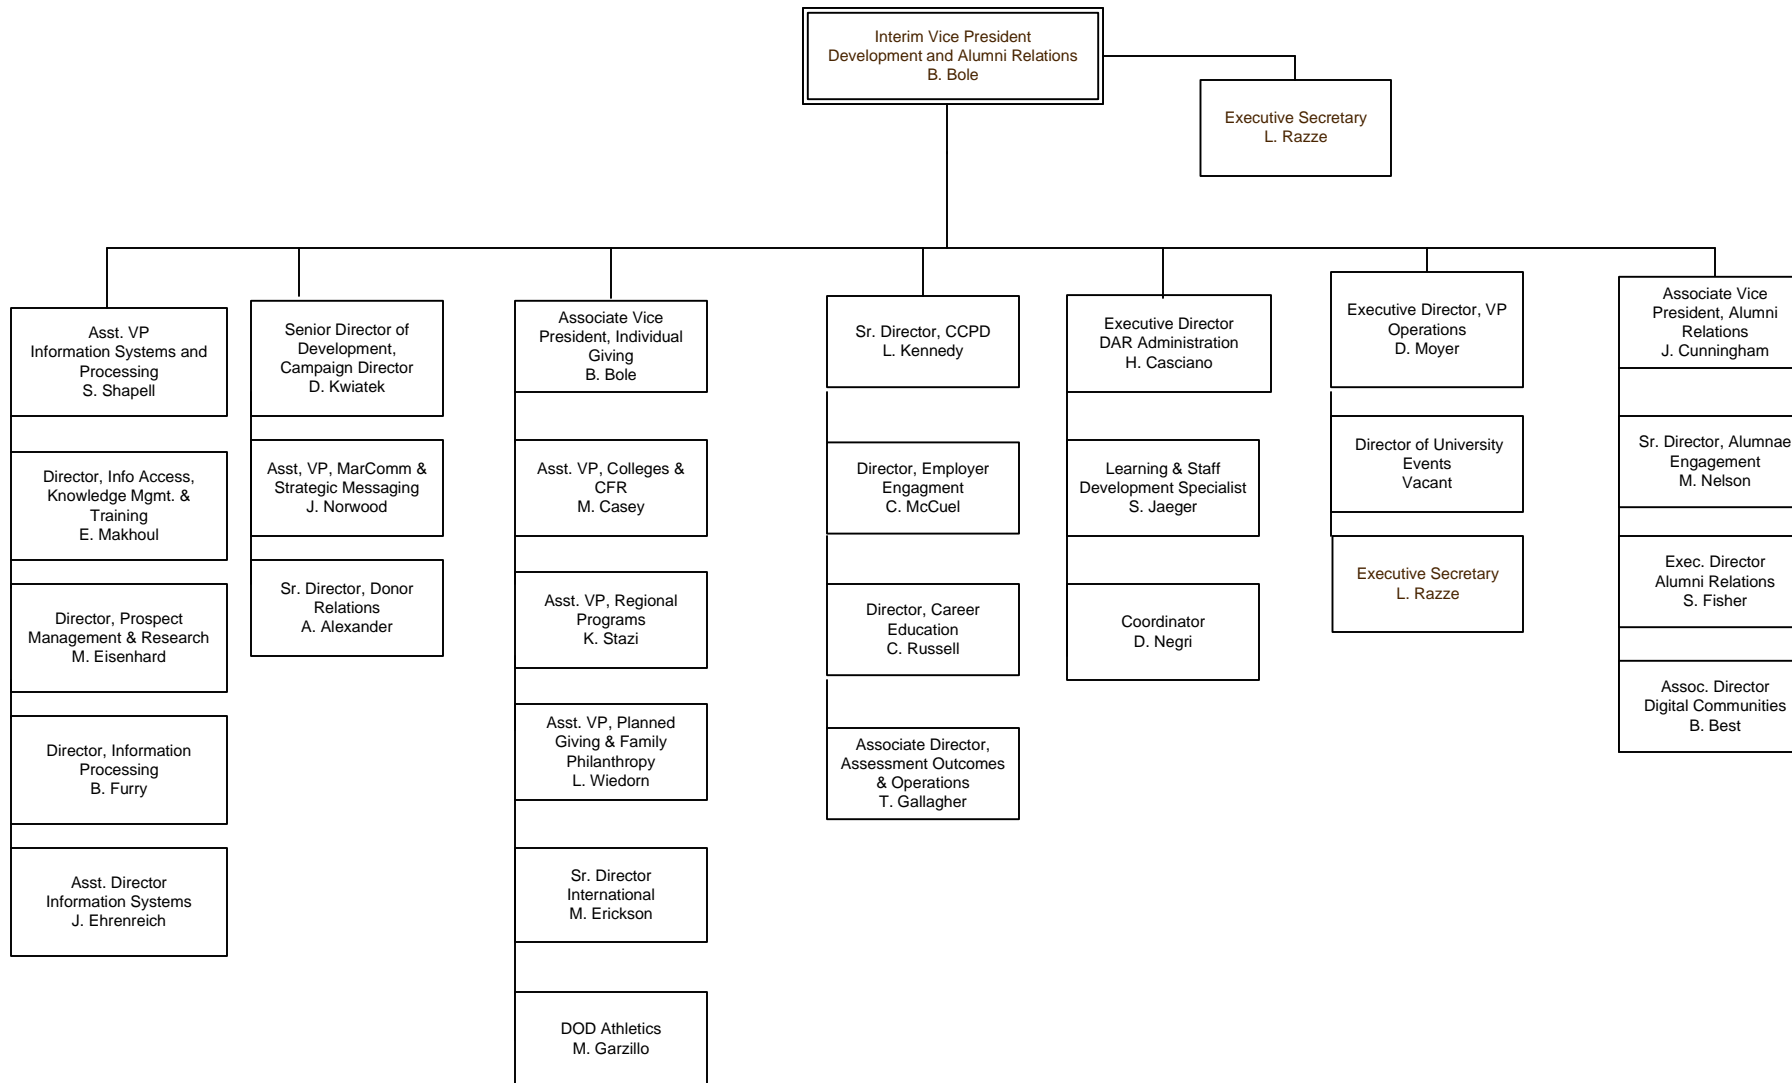 Interim Vice President
Development and Alumni Relations
B. Bole
Executive Secretary
L. Razze
Asst. VP
Information Systems and
Processing
S. Shapell
Director, Info Access,
Knowledge Mgmt. &
Training
E. Makhoul
Director, Prospect
Management & Research
M. Eisenhard
Director, Information
Processing
B. Furry
Asst. Director
Information Systems
J. Ehrenreich
Senior Director of
Development,
Campaign Director
D. Kwiatek
Asst, VP, MarComm &
Strategic Messaging
J. Norwood
Sr. Director, Donor
Relations
A. Alexander
Associate Vice
President, Individual
Giving
B. Bole
Asst. VP, Colleges &
CFR
M. Casey
Asst. VP, Regional
Programs
K. Stazi
Asst. VP, Planned
Giving & Family
Philanthropy
L. Wiedorn
Sr. Director
International
M. Erickson
DOD Athletics
M. Garzillo
Sr. Director, CCPD
L. Kennedy
Director, Employer
Engagment
C. McCuel
Director, Career
Education
C. Russell
Associate Director,
Assessment Outcomes
& Operations
T. Gallagher
Executive Director
DAR Administration
H. Casciano
Learning & Staff
Development Specialist
S. Jaeger
Coordinator
D. Negri
Executive Director, VP
Operations
D. Moyer
Director of University
Events
Vacant
Executive Secretary
L. Razze
Associate Vice
President, Alumni
Relations
J. Cunningham
Sr. Director, Alumnae
Engagement
M. Nelson
Exec. Director
Alumni Relations
S. Fisher
Assoc. Director
Digital Communities
B. Best